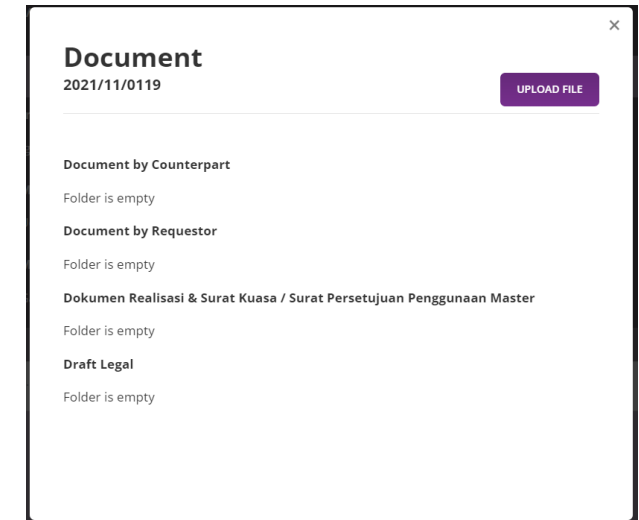 Document
2021/11/0119
UPLOAD FILE
Document by Counterpart
Folder is empty
Document by Requestor
Folder is empty
Dokumen Realisasi & Surat Kuasa / Surat Persetujuan Penggunaan Master
Folder is empty
Draft Legal
Folder is empty